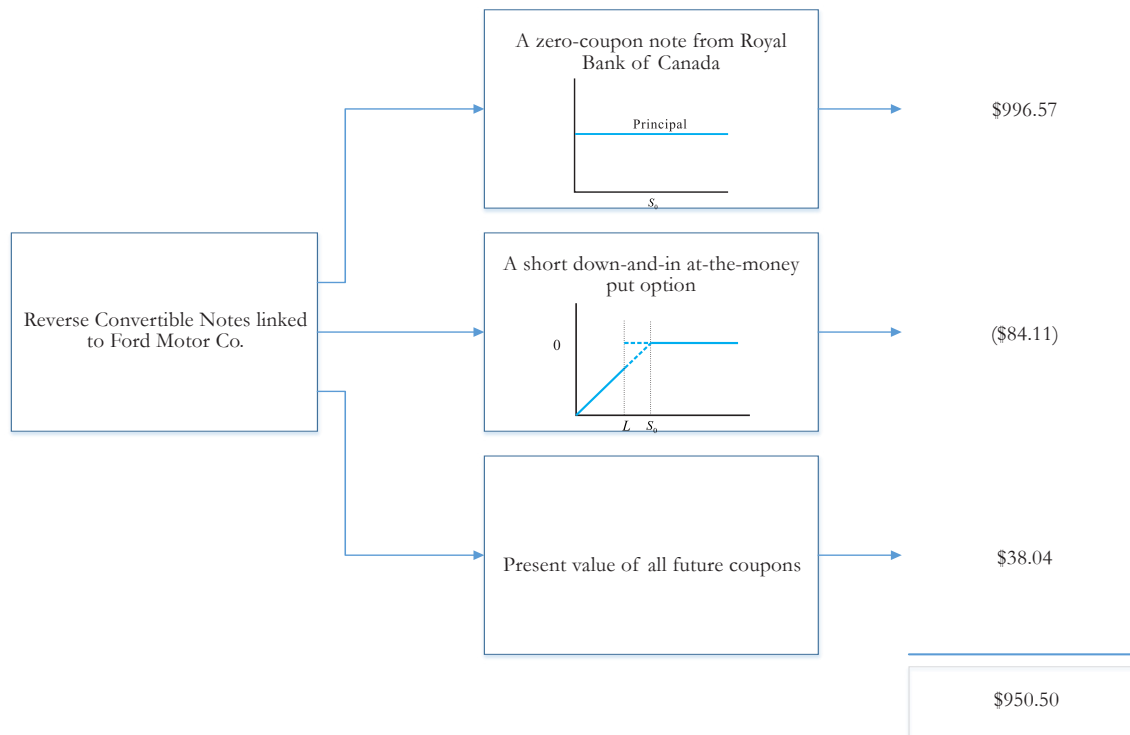 A zero-coupon note from Royal
Bank of Canada
Principal
S₀
$996.57
Reverse Convertible Notes linked
to Ford Motor Co.
A short down-and-in at-the-money
put option
0
L S₀
($84.11)
Present value of all future coupons
$38.04
$950.50